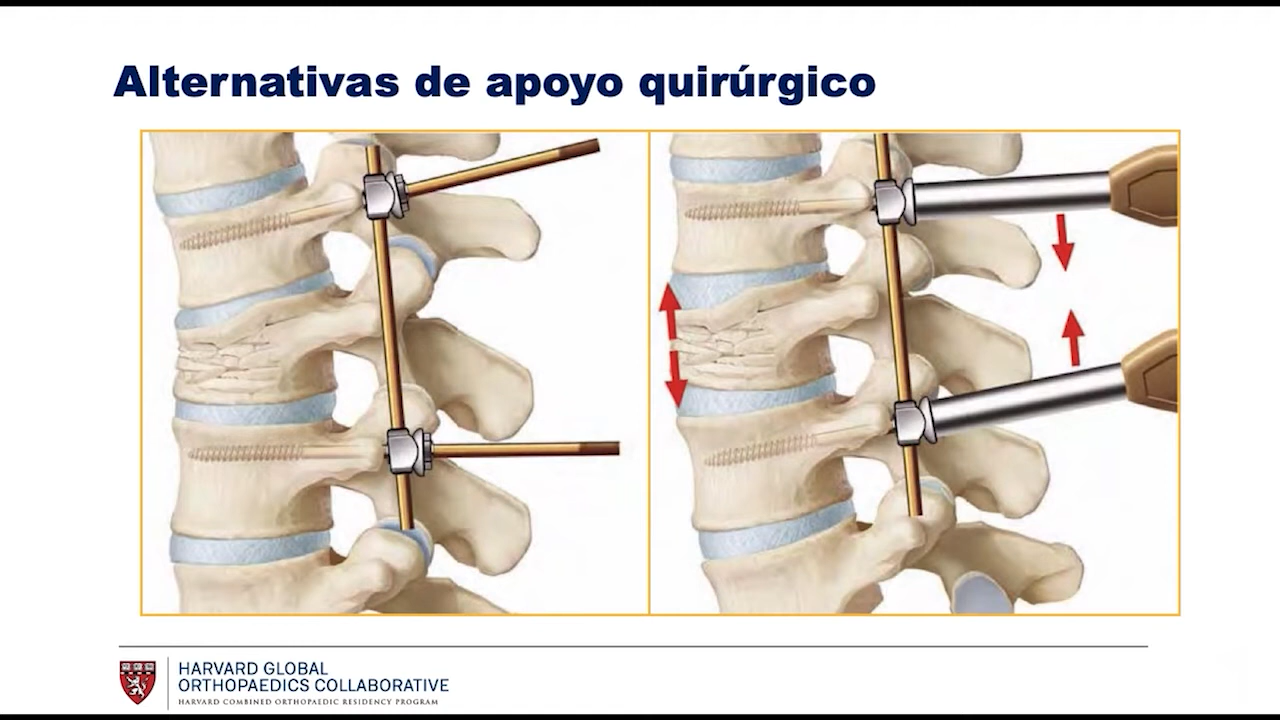 Alternativas de apoyo quirúrgico
HARVARD GLOBAL
ORTHOPAEDICS COLLABORATIVE
HARVARD COMBINED ORTHOPAEDIC RESIDENCY PROGRAM